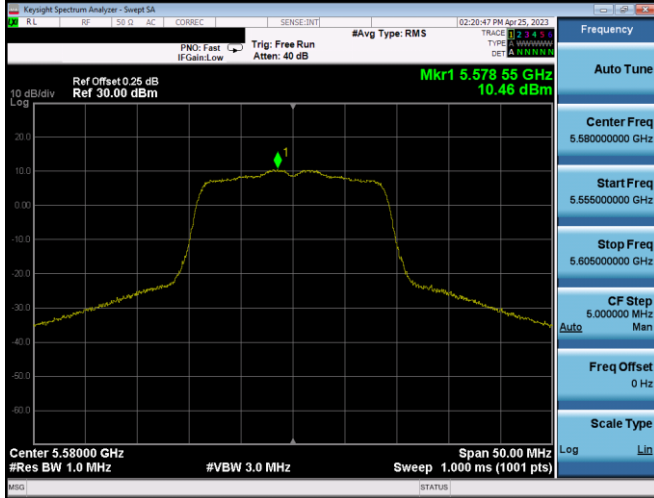 Keysight Spectrum Analyzer - Swept SA
RL RF 50 Ω AC CORREC SENSE:INT 02:20:47 PM Apr 25, 2023
#Avg Type: RMS
TRACE 1 2 3 4 5 6
TYPE A WWWWW
DET A N N N N N
PNO: Fast
IFGain:Low
Trig: Free Run
Atten: 40 dB
Mkr1 5.578 55 GHz
10.46 dBm
Ref Offset 0.25 dB
10 dB/div Ref 30.00 dBm
Log
20.0
10.0
0.00
-10.0
-20.0
-30.0
-40.0
-50.0
-60.0
1
Center 5.58000 GHz Span 50.00 MHz
#Res BW 1.0 MHz #VBW 3.0 MHz Sweep 1.000 ms (1001 pts)
MSG STATUS
Frequency
Auto Tune
Center Freq
5.580000000 GHz
Start Freq
5.555000000 GHz
Stop Freq
5.605000000 GHz
CF Step
5.000000 MHz
Auto Man
Freq Offset
0 Hz
Scale Type
Log Lin